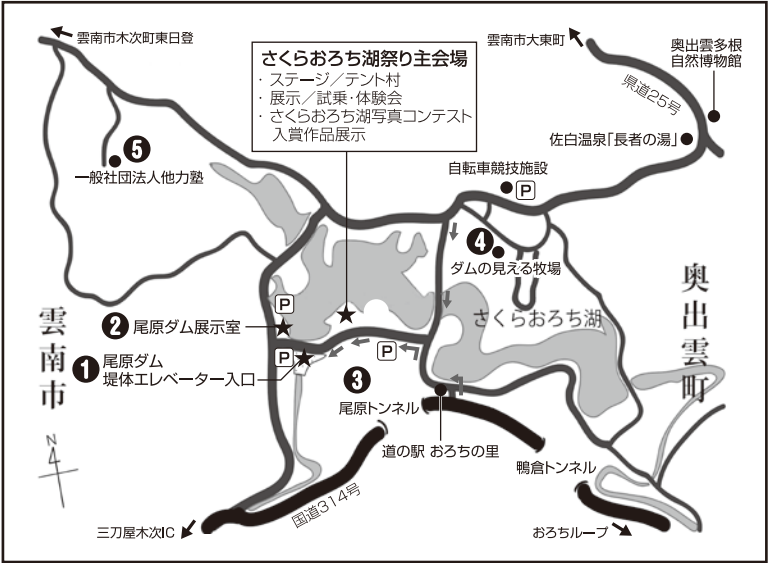 雲南市木次町東日登
さくらおろち湖祭り主会場
・ ステージ／テント村
・ 展示／試乗・体験会
・ さくらおろち湖写真コンテスト
入賞作品展示
雲南市大東町
奥出雲多根
自然博物館
県道25号
佐白温泉「長者の湯」
自転車競技施設
P
5
一般社団法人他力塾
4
ダムの見える牧場
さくらおろち湖
奥出雲町
雲南市
P
2 尾原ダム展示室
1 尾原ダム
堤体エレベーター入口
P
P
3
尾原トンネル
道の駅 おろちの里
鴨倉トンネル
N
4
国道314号
三刀屋木次IC
おろちループ